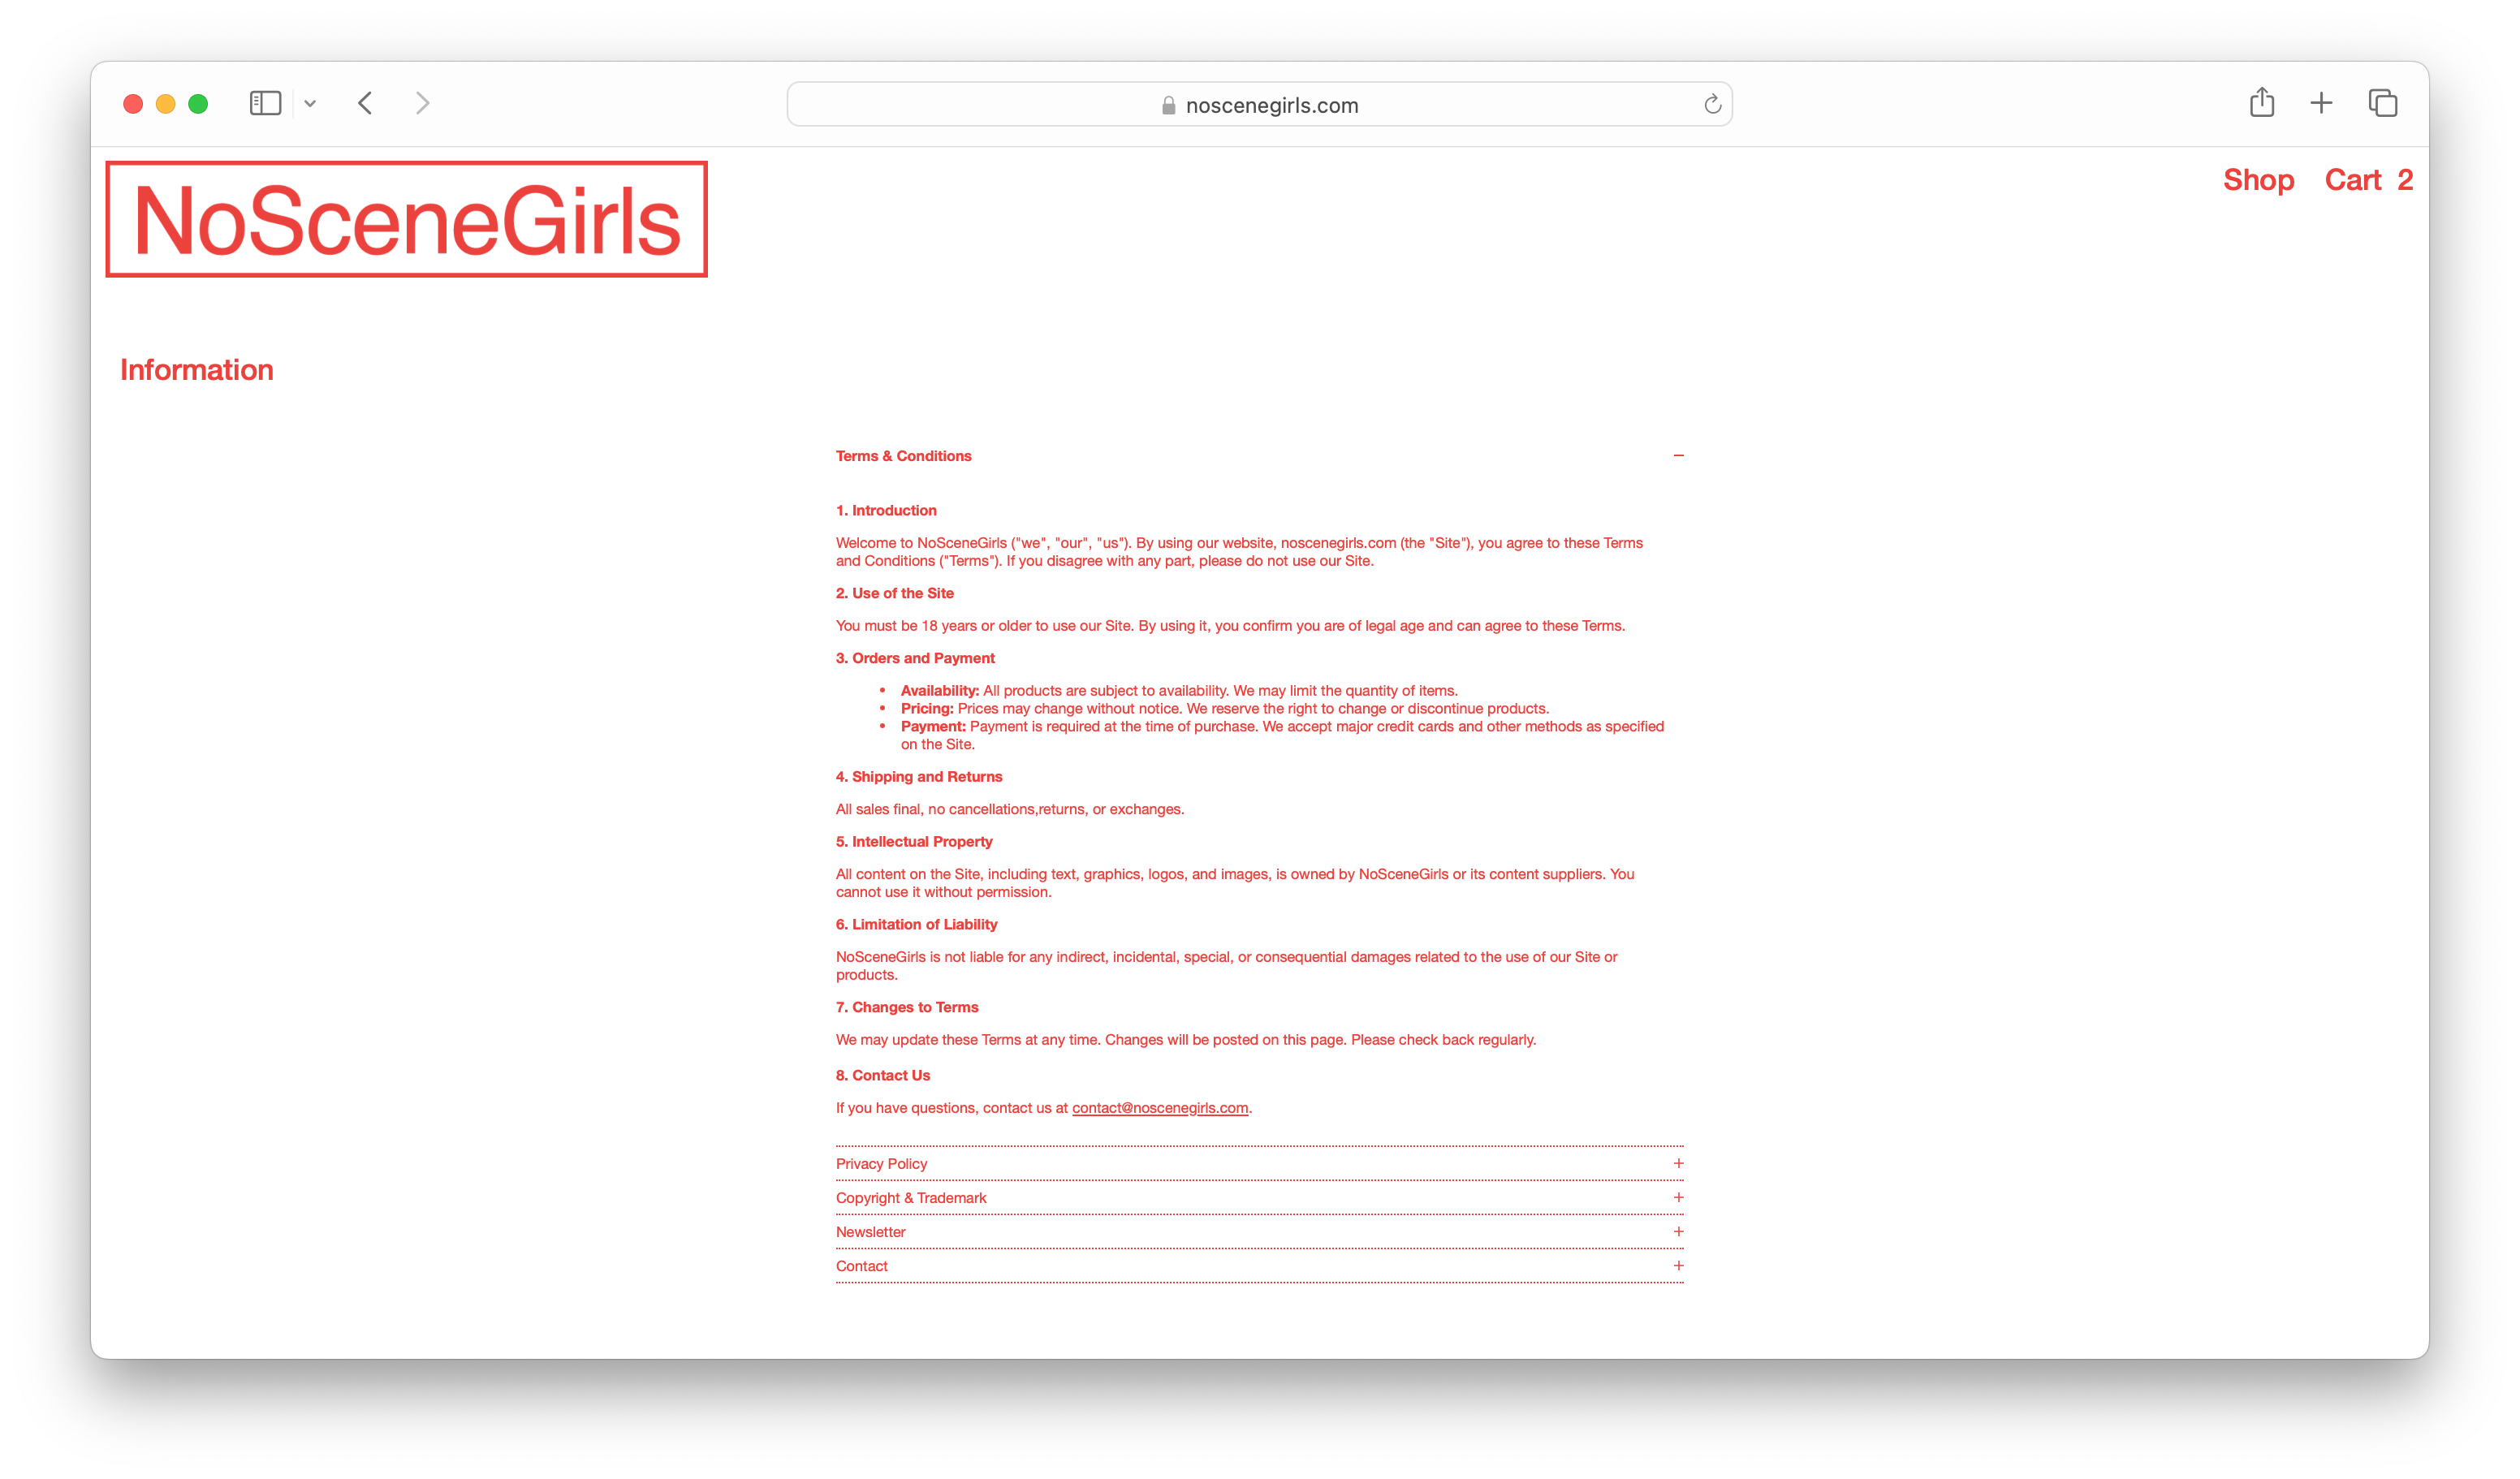 noscenegirls.com
NoSceneGirls
Shop Cart 2
Information
Terms & Conditions
1. Introduction
Welcome to NoSceneGirls ("we", "our", "us"). By using our website, noscenegirls.com (the "Site"), you agree to these Terms
and Conditions ("Terms"). If you disagree with any part, please do not use our Site.
2. Use of the Site
You must be 18 years or older to use our Site. By using it, you confirm you are of legal age and can agree to these Terms.
3. Orders and Payment
• Availability: All products are subject to availability. We may limit the quantity of items.
• Pricing: Prices may change without notice. We reserve the right to change or discontinue products.
• Payment: Payment is required at the time of purchase. We accept major credit cards and other methods as specified
on the Site.
4. Shipping and Returns
All sales final, no cancellations,returns, or exchanges.
5. Intellectual Property
All content on the Site, including text, graphics, logos, and images, is owned by NoSceneGirls or its content suppliers. You
cannot use it without permission.
6. Limitation of Liability
NoSceneGirls is not liable for any indirect, incidental, special, or consequential damages related to the use of our Site or
products.
7. Changes to Terms
We may update these Terms at any time. Changes will be posted on this page. Please check back regularly.
8. Contact Us
If you have questions, contact us at contact@noscenegirls.com.
Privacy Policy +
Copyright & Trademark +
Newsletter +
Contact +